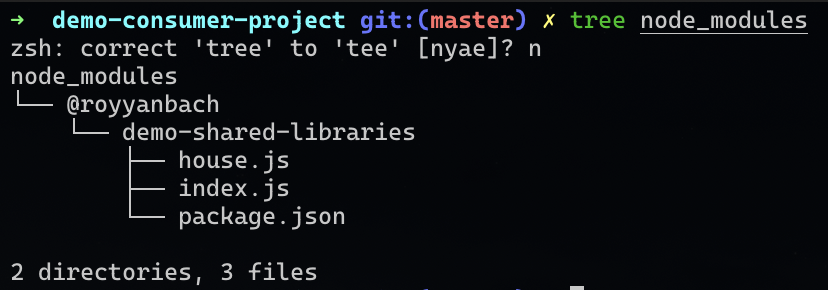 ➜  demo-consumer-project git:(master) ✗ tree node_modules
zsh: correct 'tree' to 'tee' [nyae]? n
node_modules
└── @royyanbach
    └── demo-shared-libraries
        ├── house.js
        ├── index.js
        └── package.json

2 directories, 3 files